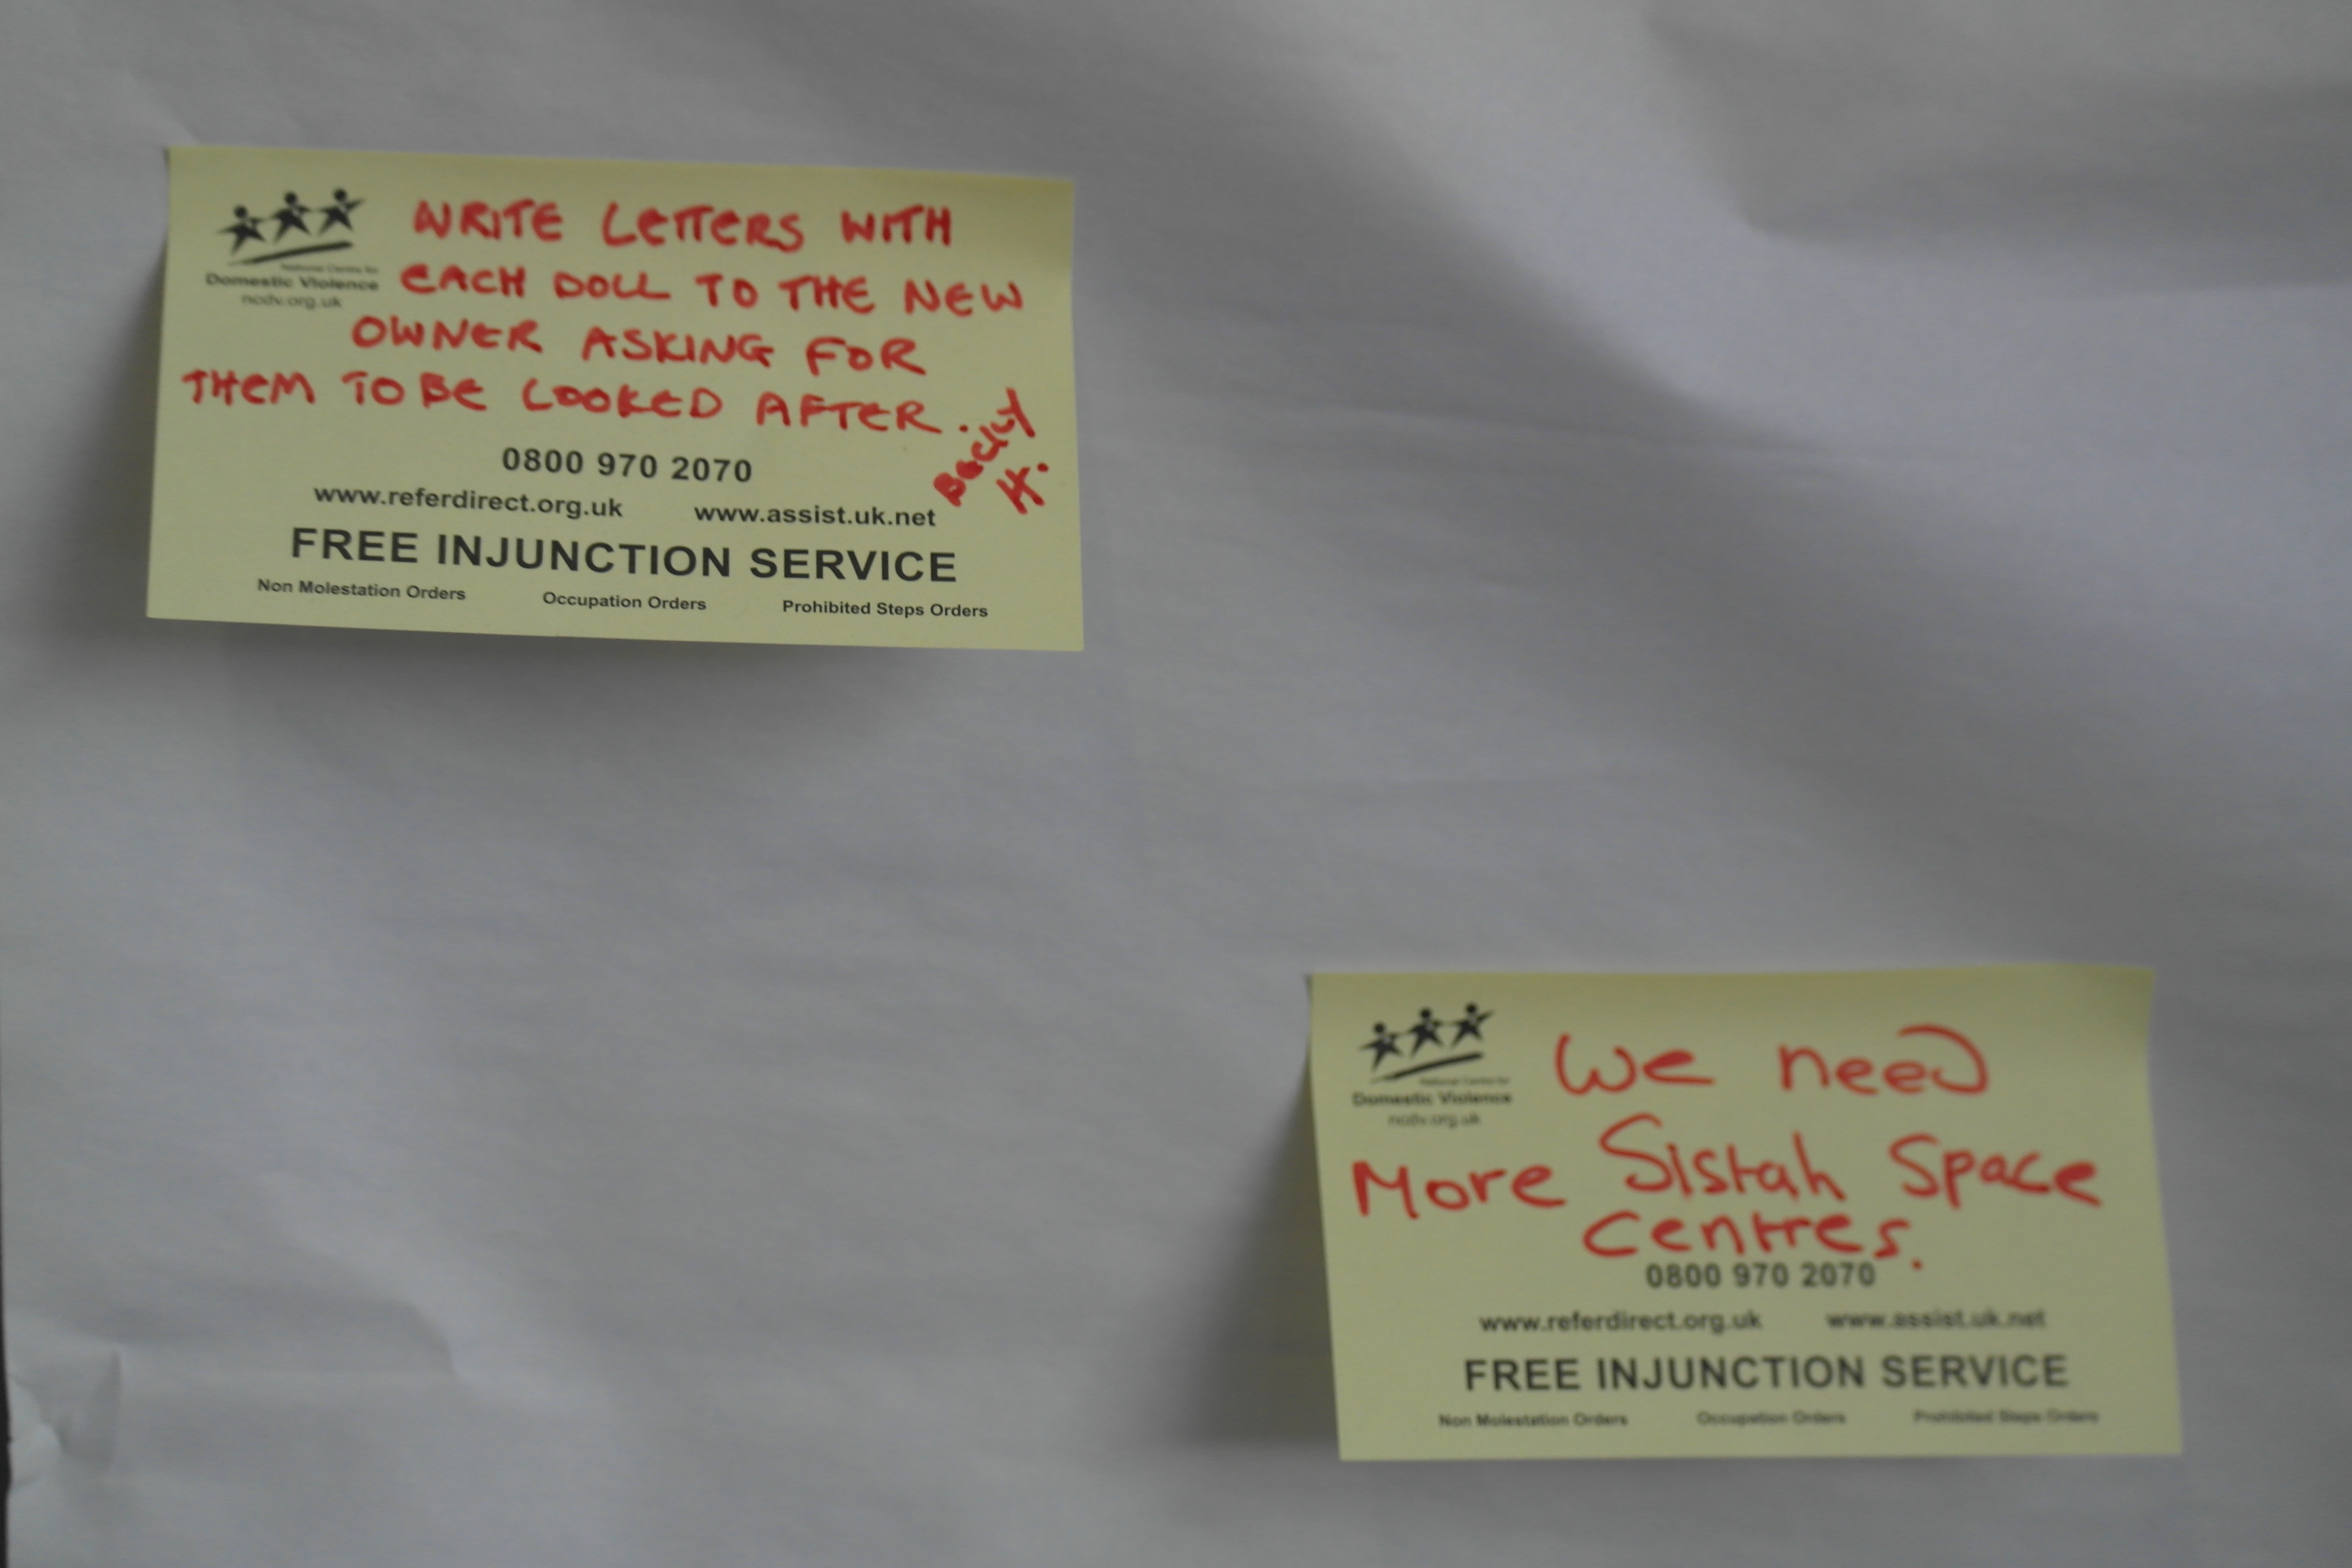 WRITE LETTERS WITH
EACH DOLL TO THE NEW
OWNER ASKING FOR
THEM TO BE LOOKED AFTER.
Becky
H.
National Centre for
Domestic Violence
ncdv.org.uk
0800 970 2070
www.referdirect.org.uk www.assist.uk.net
FREE INJUNCTION SERVICE
Non Molestation Orders Occupation Orders Prohibited Steps Orders
We need
More Sistah Space
Centres.
National Centre for
Domestic Violence
ncdv.org.uk
0800 970 2070
www.referdirect.org.uk www.assist.uk.net
FREE INJUNCTION SERVICE
Non Molestation Orders Occupation Orders Prohibited Steps Orders